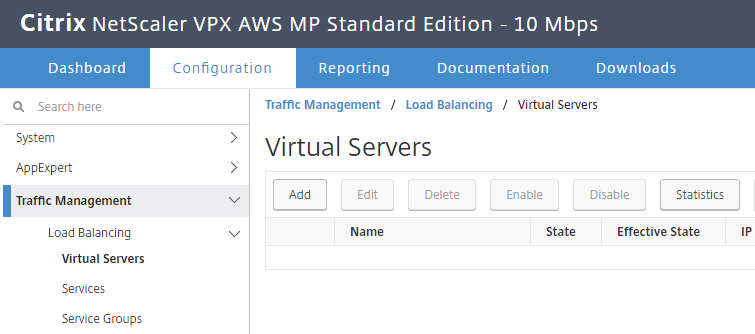 Citrix NetScaler VPX AWS MP Standard Edition - 10 Mbps
Dashboard Configuration Reporting Documentation Downloads
Search here
Traffic Management / Load Balancing / Virtual Servers
System
AppExpert
Virtual Servers
Traffic Management
Add Edit Delete Enable Disable Statistics
Load Balancing
Name State Effective State IP
Virtual Servers
Services
Service Groups